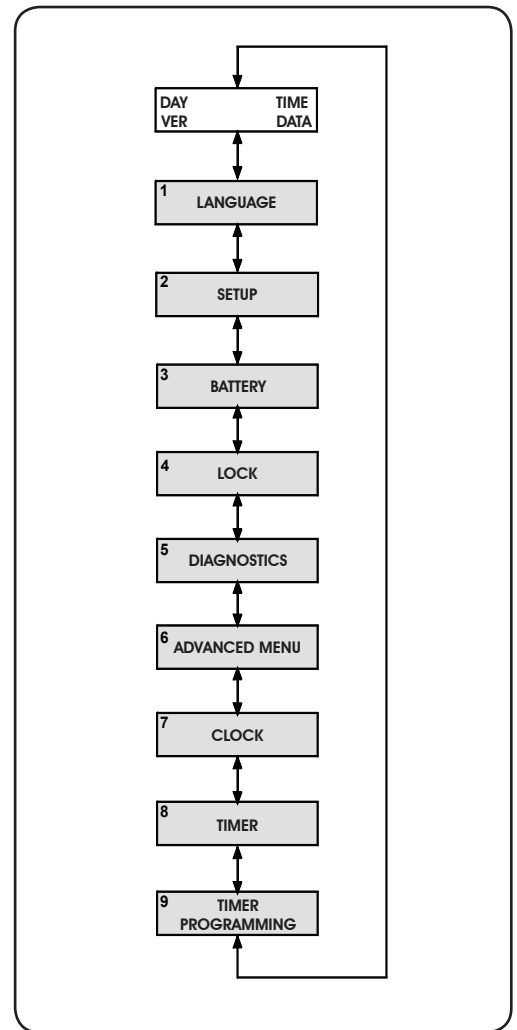 DAY TIME
VER DATA
1
LANGUAGE
2
SETUP
3
BATTERY
4
LOCK
5
DIAGNOSTICS
6
ADVANCED MENU
7
CLOCK
8
TIMER
9
TIMER
PROGRAMMING